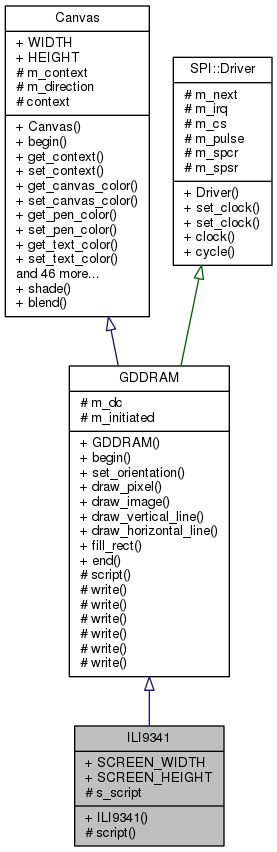 Canvas
+ WIDTH
+ HEIGHT
# m_context
# m_direction
# context
+ Canvas()
+ begin()
+ get_context()
+ set_context()
+ get_canvas_color()
+ set_canvas_color()
+ get_pen_color()
+ set_pen_color()
+ get_text_color()
+ set_text_color()
and 46 more...
+ shade()
+ blend()
SPI::Driver
# m_next
# m_irq
# m_cs
# m_pulse
# m_spcr
# m_spsr
+ Driver()
+ set_clock()
+ set_clock()
+ clock()
+ cycle()
GDDRAM
# m_dc
# m_initiated
+ GDDRAM()
+ begin()
+ set_orientation()
+ draw_pixel()
+ draw_image()
+ draw_vertical_line()
+ draw_horizontal_line()
+ fill_rect()
+ end()
# script()
# write()
# write()
# write()
# write()
# write()
# write()
ILI9341
+ SCREEN_WIDTH
+ SCREEN_HEIGHT
# s_script
+ ILI9341()
# script()